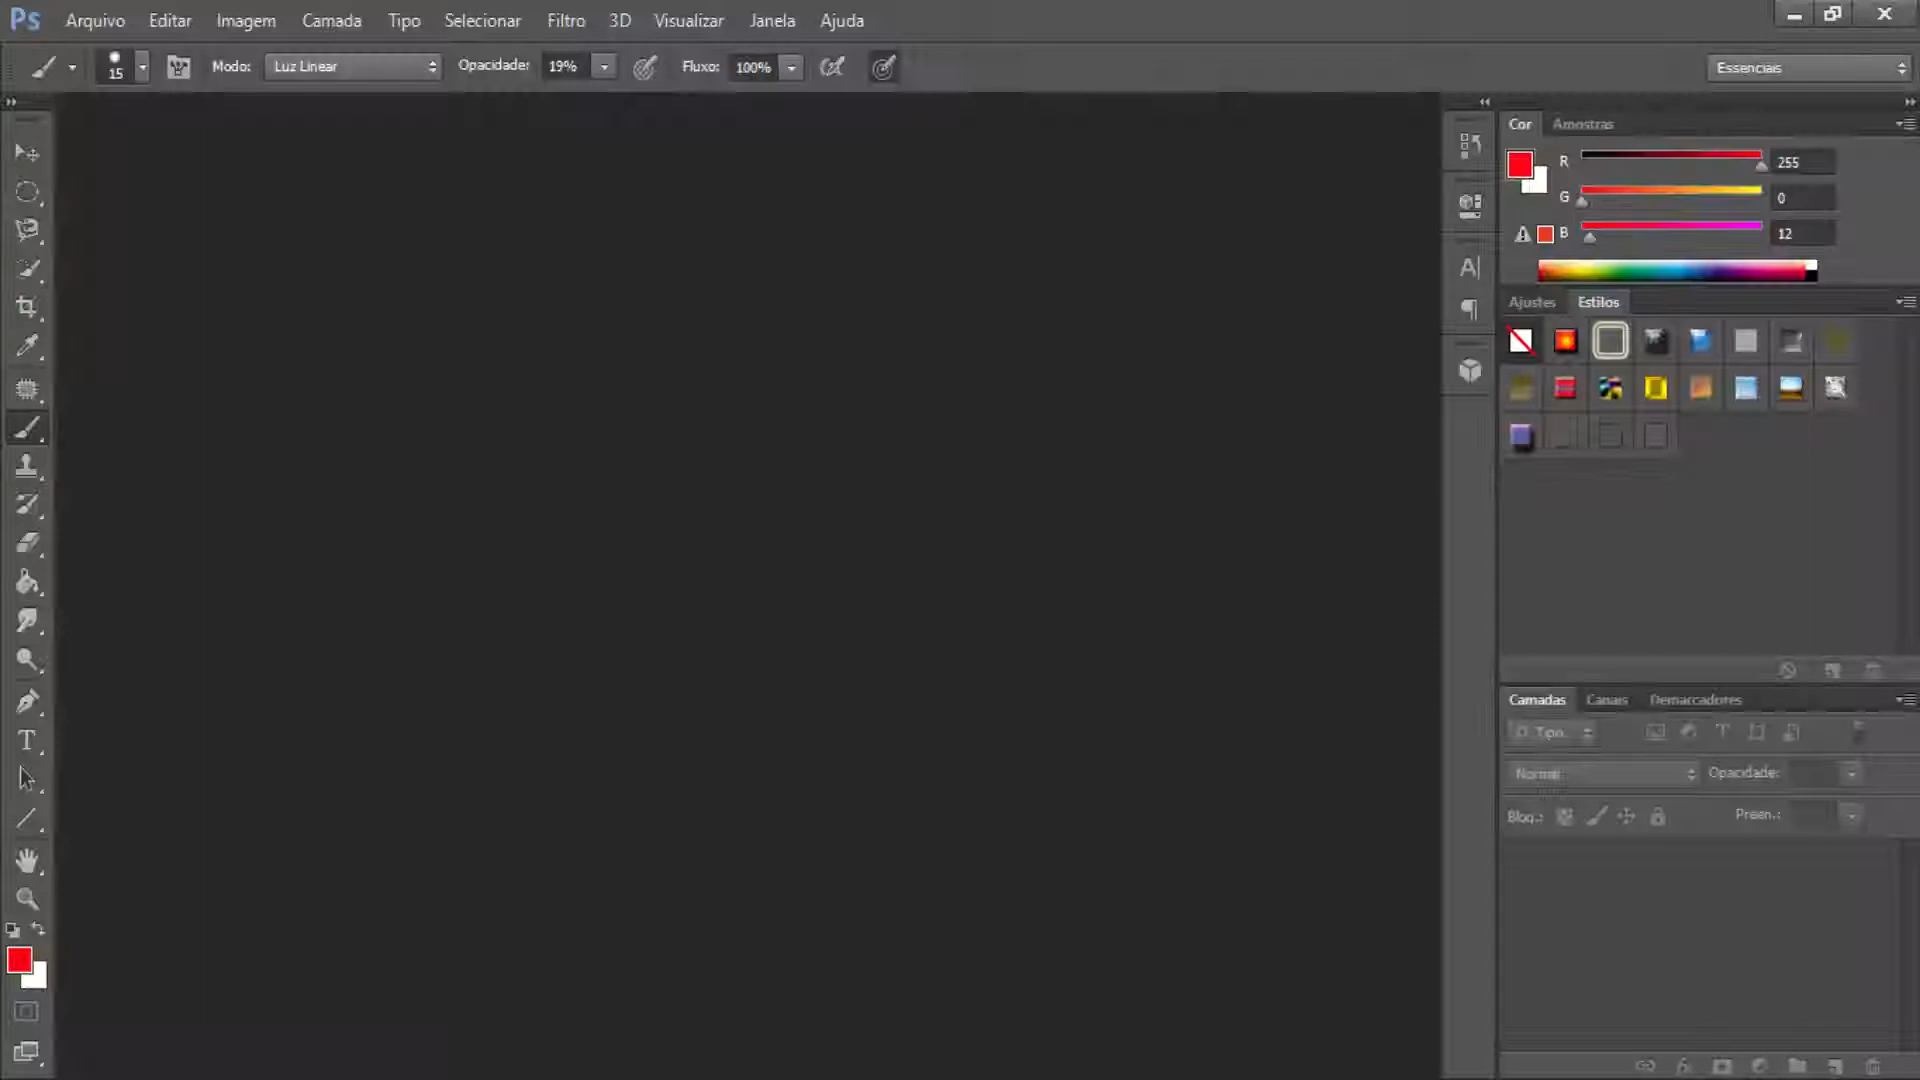 Ps Arquivo Editar Imagem Camada Tipo Selecionar Filtro 3D Visualizar Janela Ajuda
15 Modo: Luz Linear Opacidade: 19% Fluxo: 100% Essenciais
Cor Amostras
R 255
G 0
B 12
Ajustes Estilos
Camadas Canais Demarcadores
Tipo
Normal Opacidade:
Bloq.: Preen.: